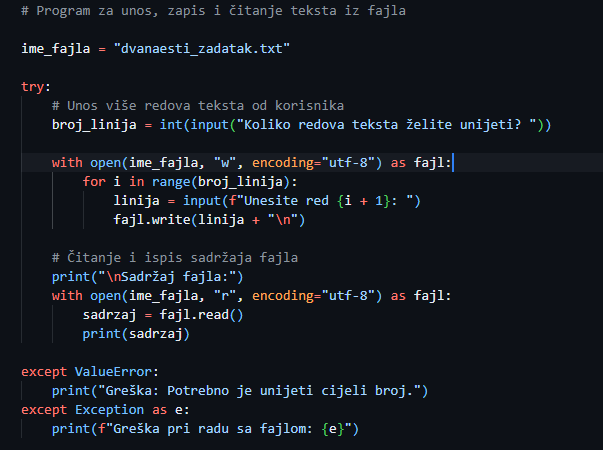 # Program za unos, zapis i čitanje teksta iz fajla

ime_fajla = "dvanaesti_zadatak.txt"

try:
    # Unos više redova teksta od korisnika
    broj_linija = int(input("Koliko redova teksta želite unijeti? "))

    with open(ime_fajla, "w", encoding="utf-8") as fajl:
        for i in range(broj_linija):
            linija = input(f"Unesite red {i + 1}: ")
            fajl.write(linija + "\n")

    # Čitanje i ispis sadržaja fajla
    print("\nSadržaj fajla:")
    with open(ime_fajla, "r", encoding="utf-8") as fajl:
        sadrzaj = fajl.read()
        print(sadrzaj)

except ValueError:
    print("Greška: Potrebno je unijeti cijeli broj.")
except Exception as e:
    print(f"Greška pri radu sa fajlom: {e}")